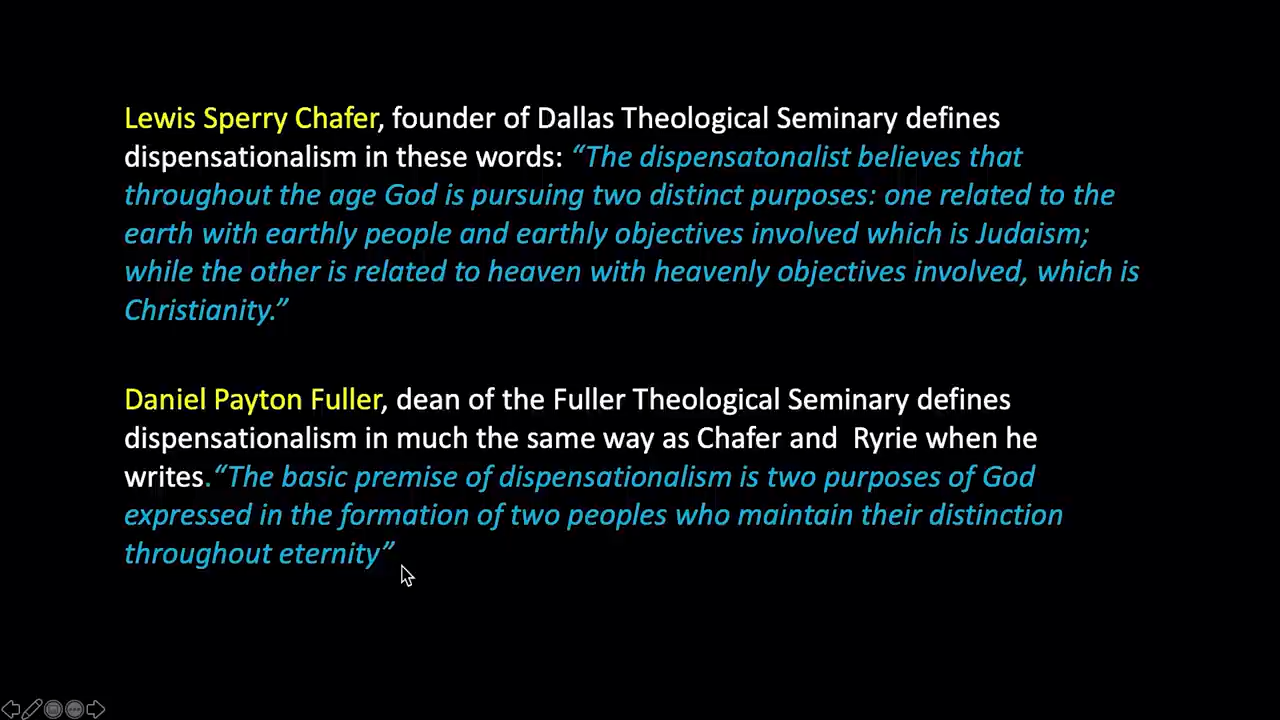 Lewis Sperry Chafer, founder of Dallas Theological Seminary defines
dispensationalism in these words: “The dispensatonalist believes that
throughout the age God is pursuing two distinct purposes: one related to the
earth with earthly people and earthly objectives involved which is Judaism;
while the other is related to heaven with heavenly objectives involved, which is
Christianity.”
Daniel Payton Fuller, dean of the Fuller Theological Seminary defines
dispensationalism in much the same way as Chafer and  Ryrie when he
writes.“The basic premise of dispensationalism is two purposes of God
expressed in the formation of two peoples who maintain their distinction
throughout eternity”